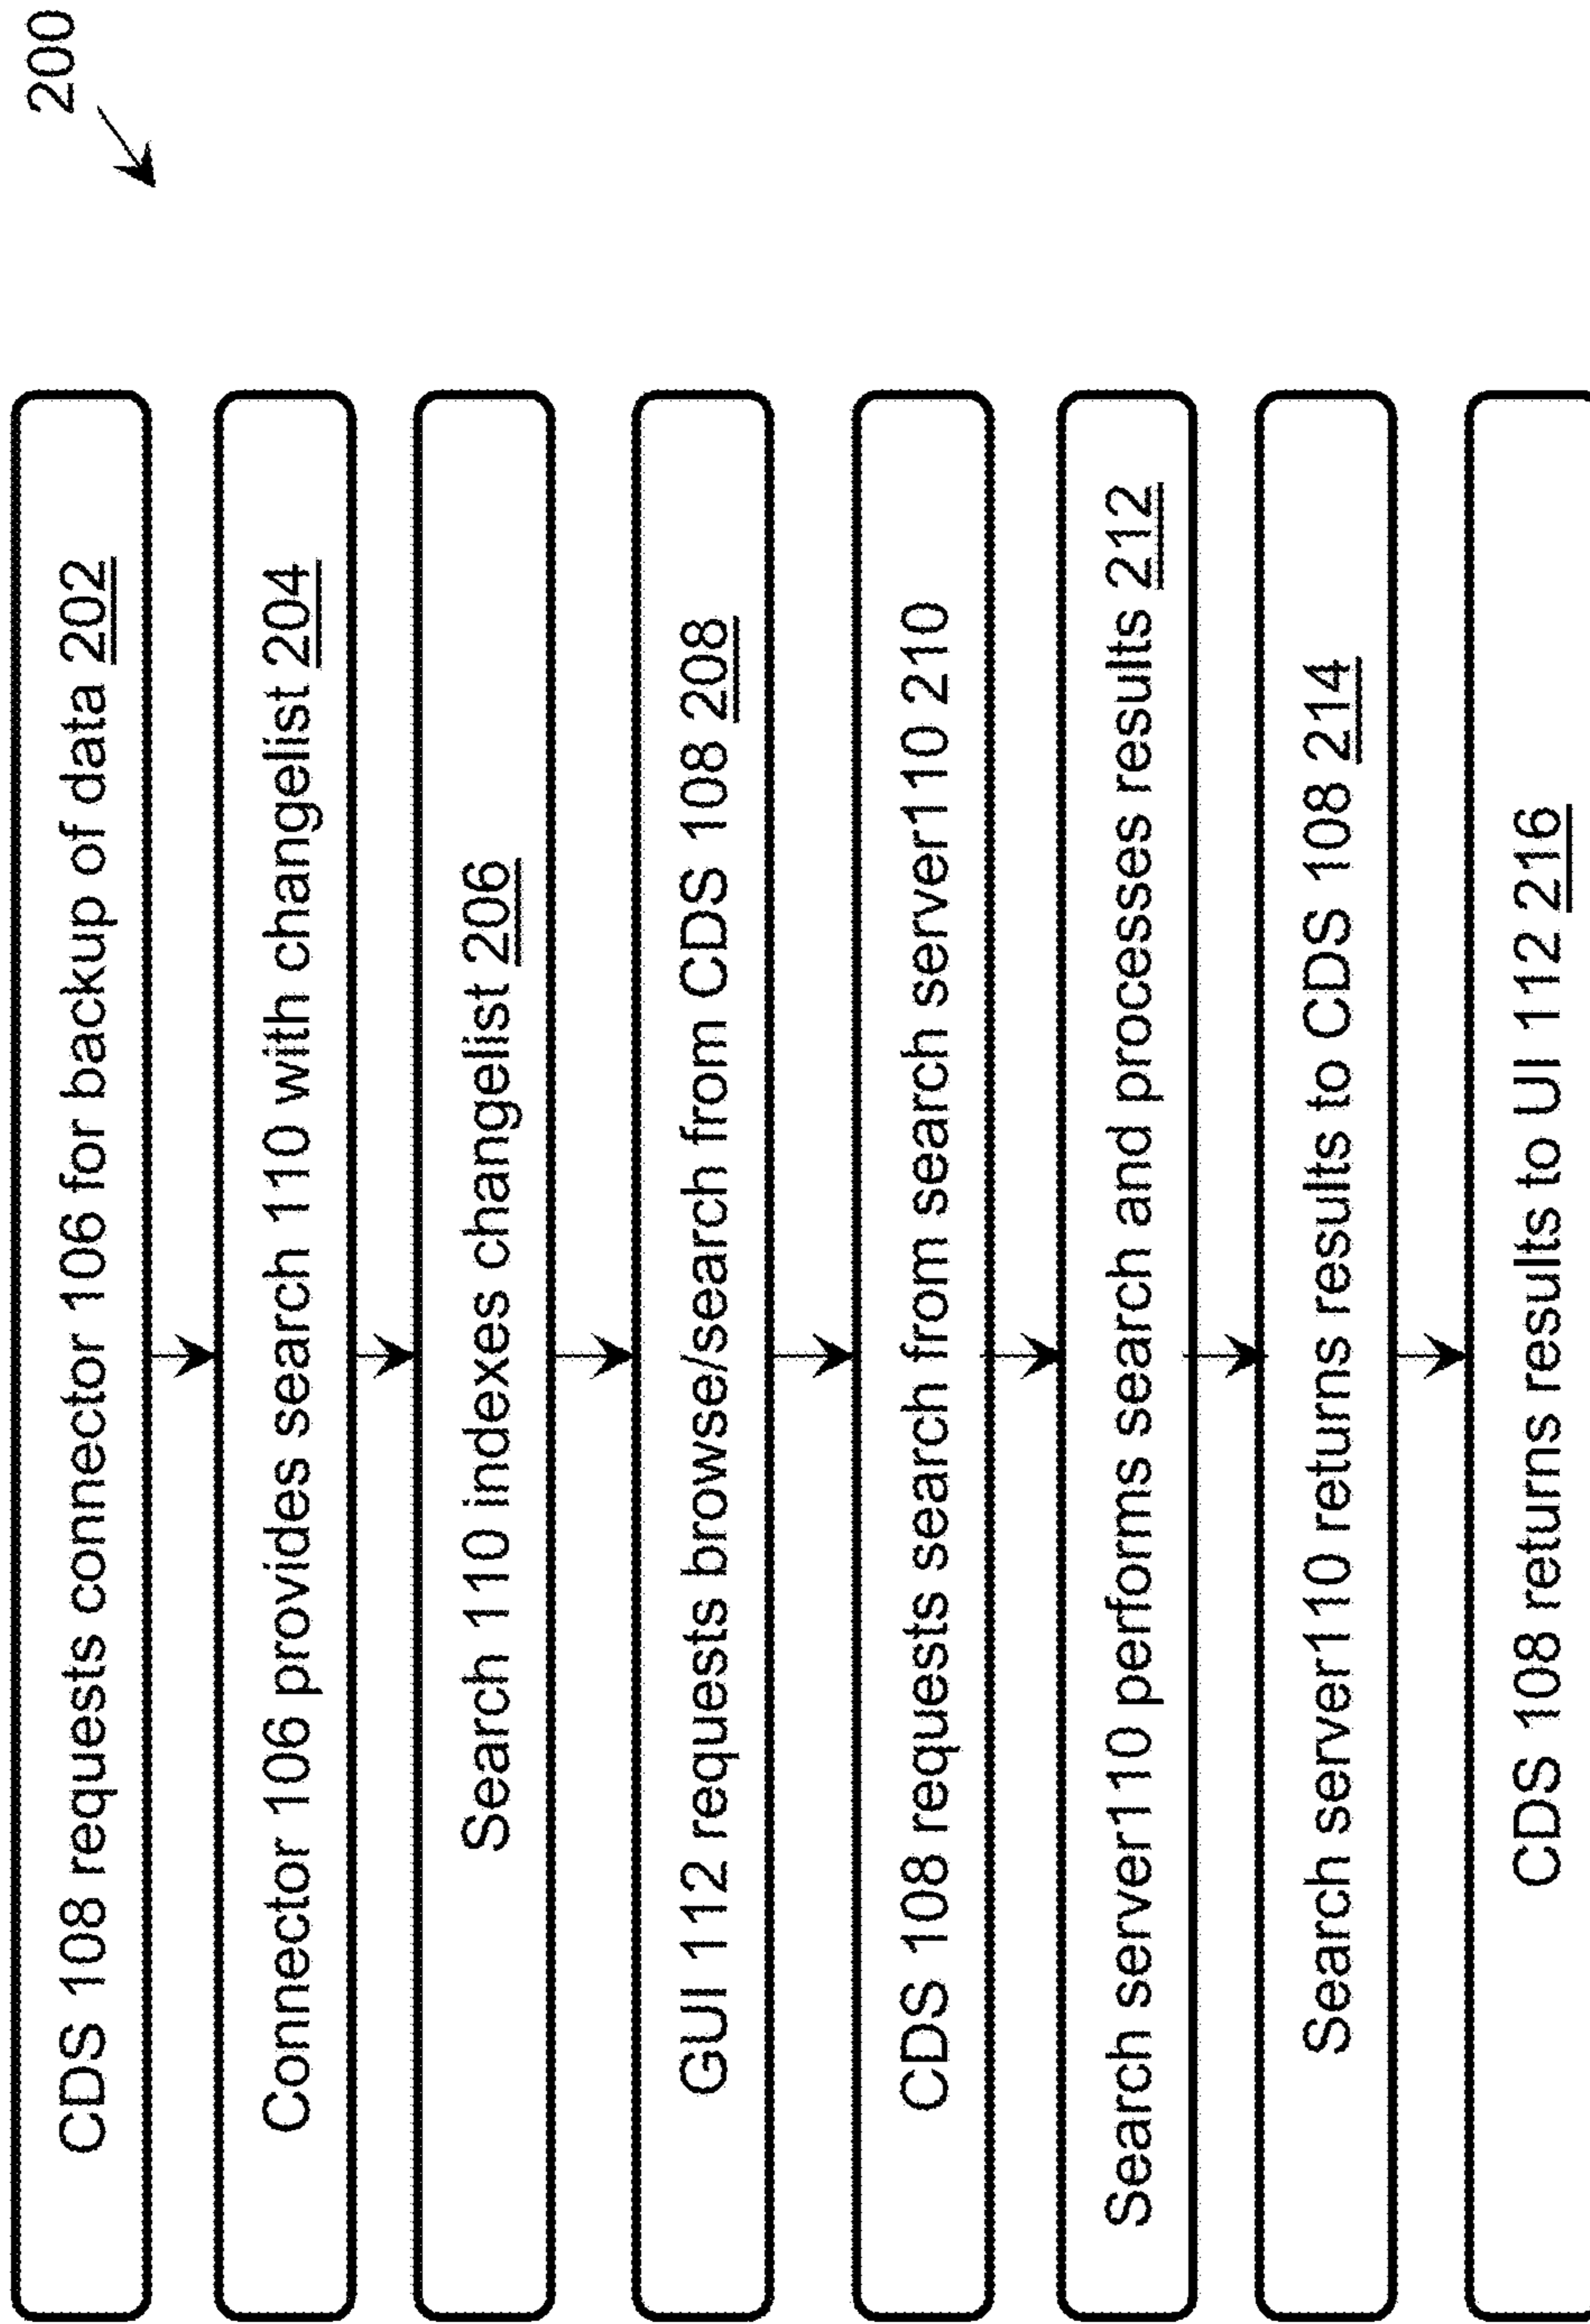 200
CDS 108 requests connector 106 for backup of data 202
Connector 106 provides search 110 with changelist 204
Search 110 indexes changelist 206
GUI 112 requests browse/search from CDS 108 208
CDS 108 requests search from search server110 210
Search server110 performs search and processes results 212
Search server110 returns results to CDS 108 214
CDS 108 returns results to UI 112 216